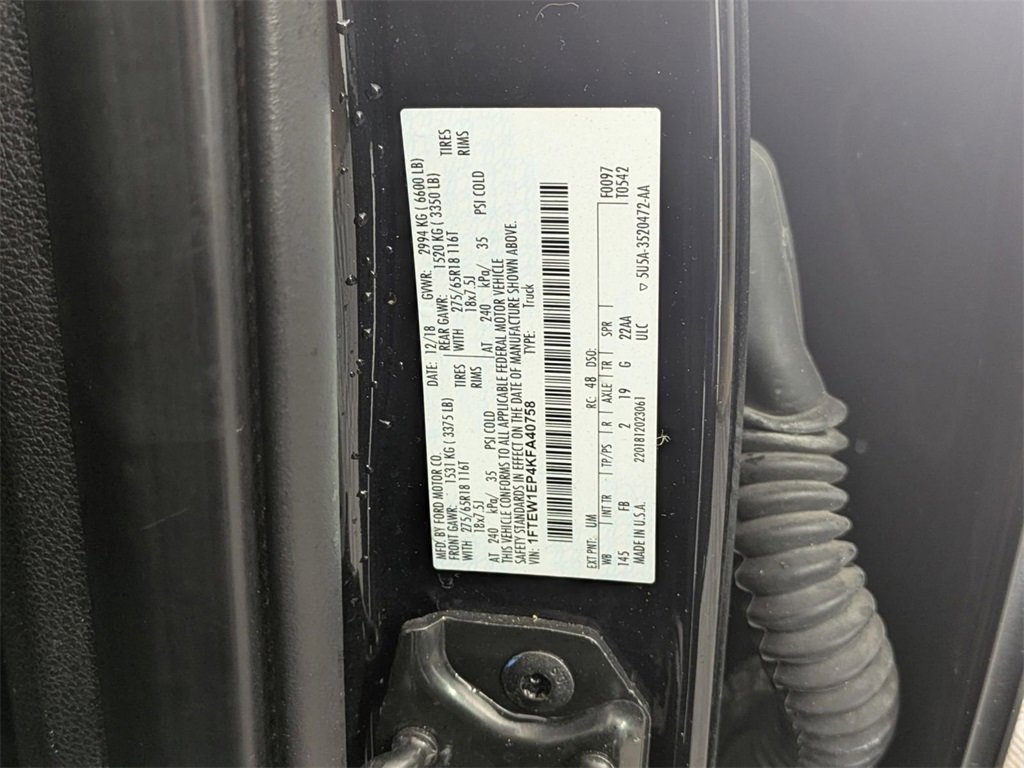 MFD. BY FORD MOTOR CO. DATE: 12/18 GVWR: 2994 KG ( 6600 LB)
FRONT GAWR: 1531 KG ( 3375 LB) REAR GAWR: 1520 KG ( 3350 LB)
WITH 275/65R18 116T TIRES WITH 275/65R18 116T TIRES
18x7.5J RIMS 18x7.5J RIMS
AT 240 kPa/ 35 PSI COLD AT 240 kPa/ 35 PSI COLD
THIS VEHICLE CONFORMS TO ALL APPLICABLE FEDERAL MOTOR VEHICLE
SAFETY STANDARDS IN EFFECT ON THE DATE OF MANUFACTURE SHOWN ABOVE.
VIN: 1FTEW1EP4KFA40758 TYPE: Truck
EXT PNT: UM RC: 48 DSO: F0097
WB INT TR TP/PS R AXLE TR SPR T0542
145 FB 2 19 G 22AA
MADE IN U.S.A. 2201812023061 ULC ▽ 5U5A-3520472-AA